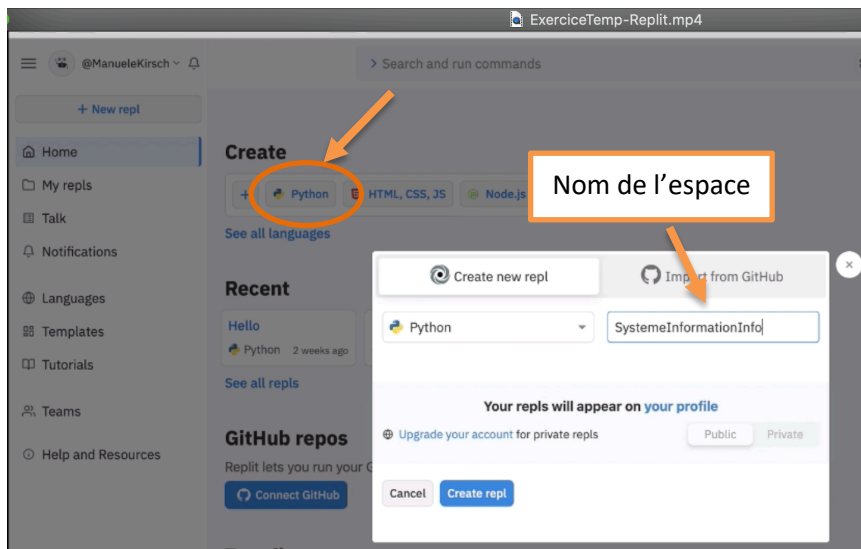 ExerciceTemp-Replit.mp4
@ManueleKirsch
> Search and run commands
+ New repl
Home
My repls
Talk
Notifications
Languages
Templates
Tutorials
Teams
Help and Resources
Create
+ Python HTML, CSS, JS Node.js
See all languages
Nom de l'espace
Recent
Hello
Python 2 weeks ago
See all repls
GitHub repos
Replit lets you run your
Connect GitHub
Create new repl
Import from GitHub
Python
SystemeInformationInfo
Your repls will appear on your profile
Upgrade your account for private repls
Public Private
Cancel Create repl